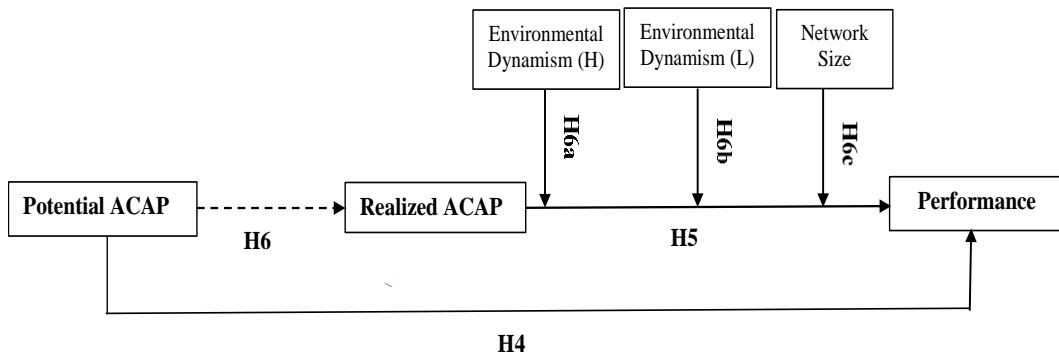 Environmental
Dynamism (H)
Environmental
Dynamism (L)
Network
Size
H6a
H6b
H6c
Potential ACAP
Realized ACAP
Performance
H6
H5
H4